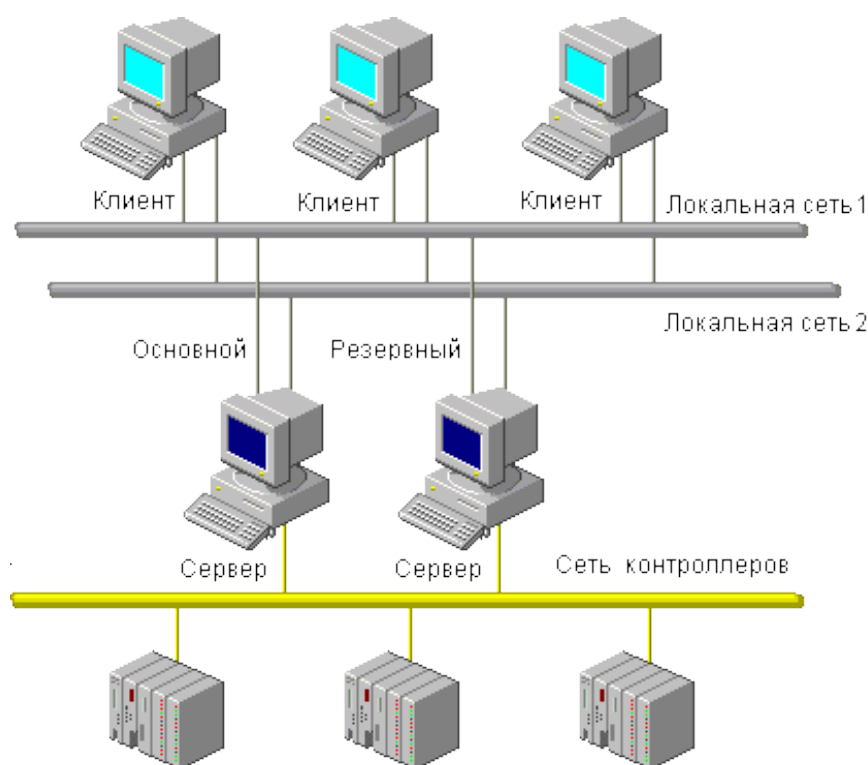 Клиент
Клиент
Клиент
Локальная сеть 1
Локальная сеть 2
Основной
Резервный
Сервер
Сервер
Сеть контроллеров